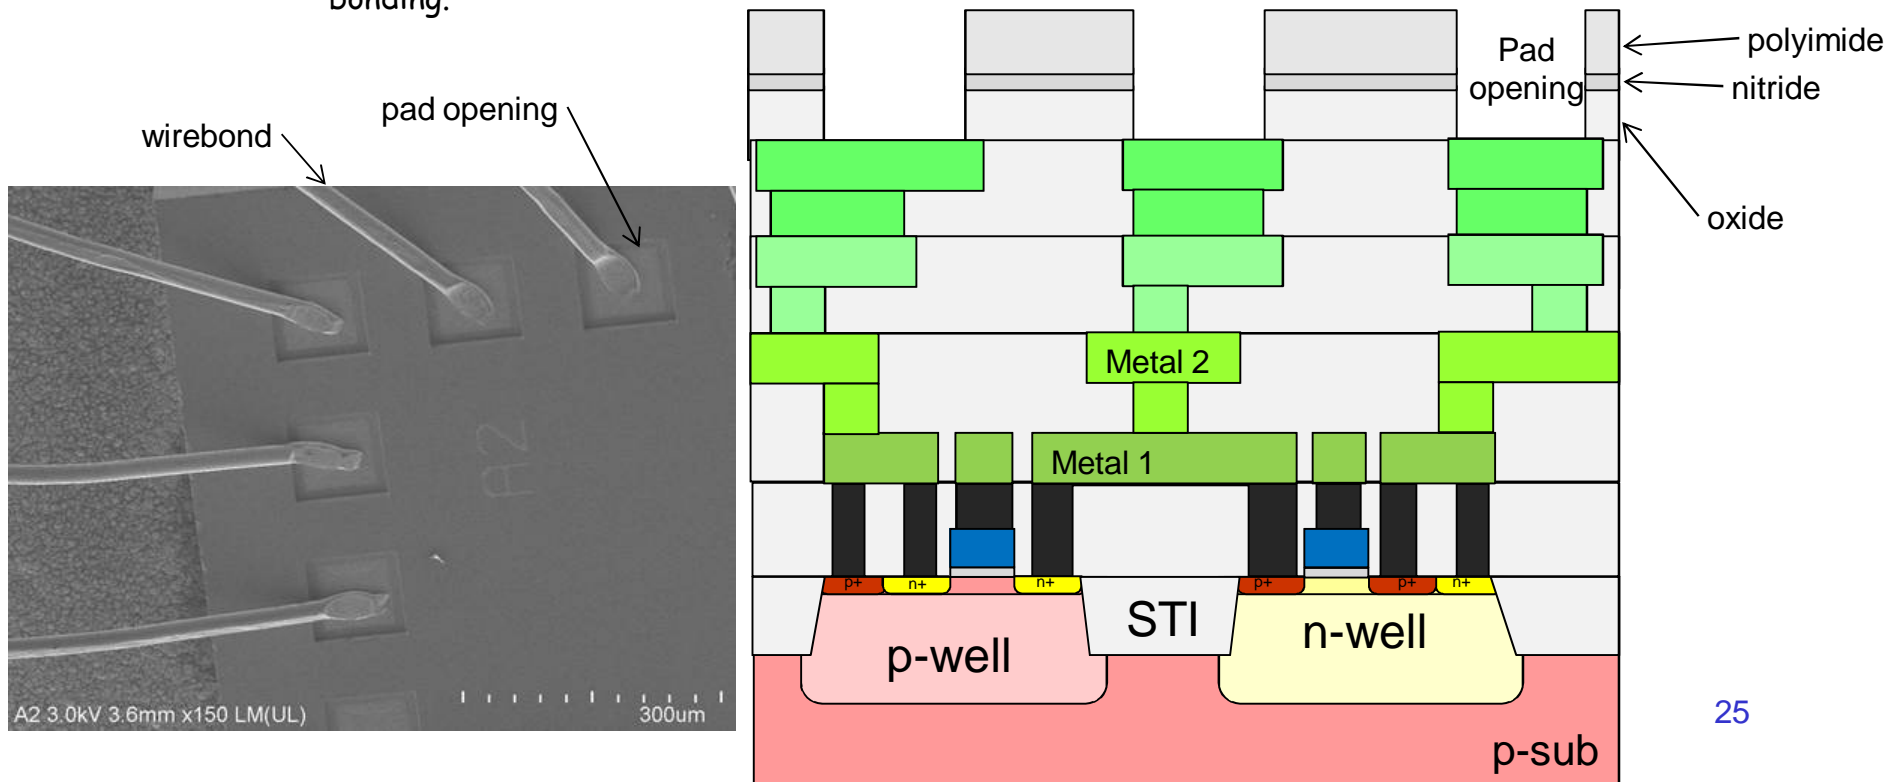 bonding.
wirebond
pad opening
A2
A2 3.0kV 3.6mm x150 LM(UL)
300um
Pad
opening
polyimide
nitride
oxide
Metal 2
Metal 1
p+
n+
n+
p+
p+
n+
STI
p-well
n-well
p-sub
25